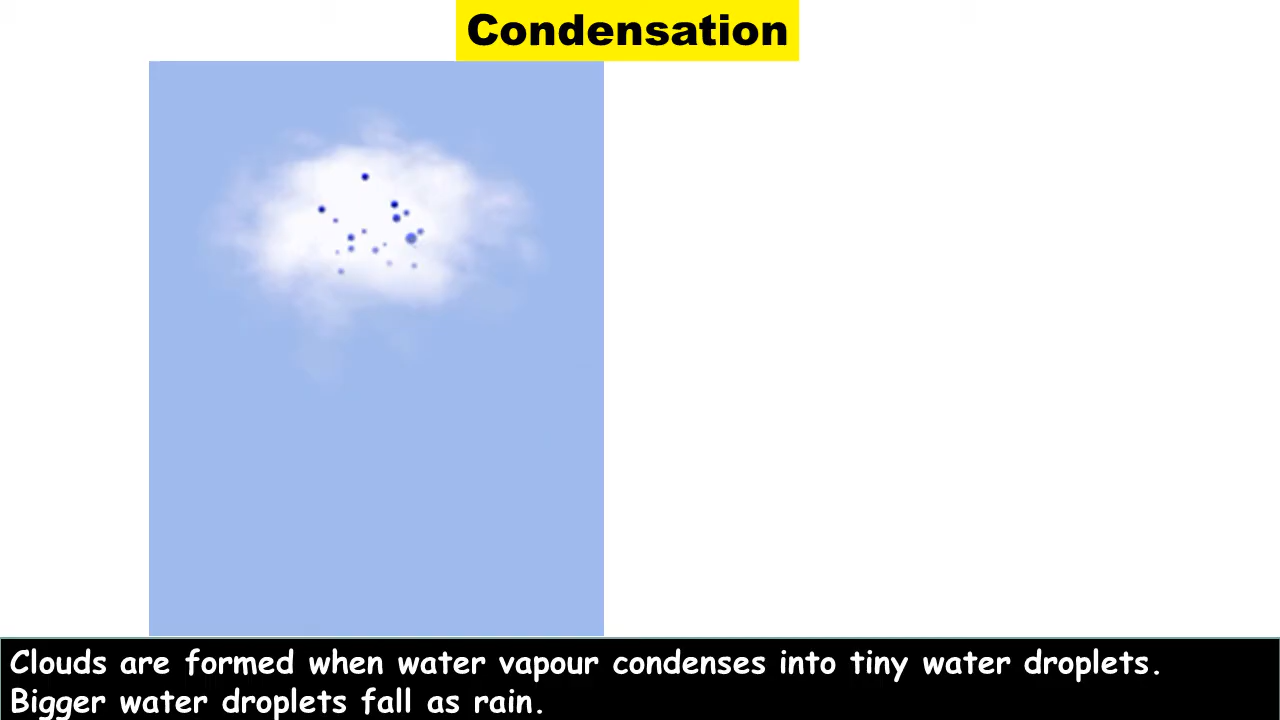 Condensation
Clouds are formed when water vapour condenses into tiny water droplets.
Bigger water droplets fall as rain.